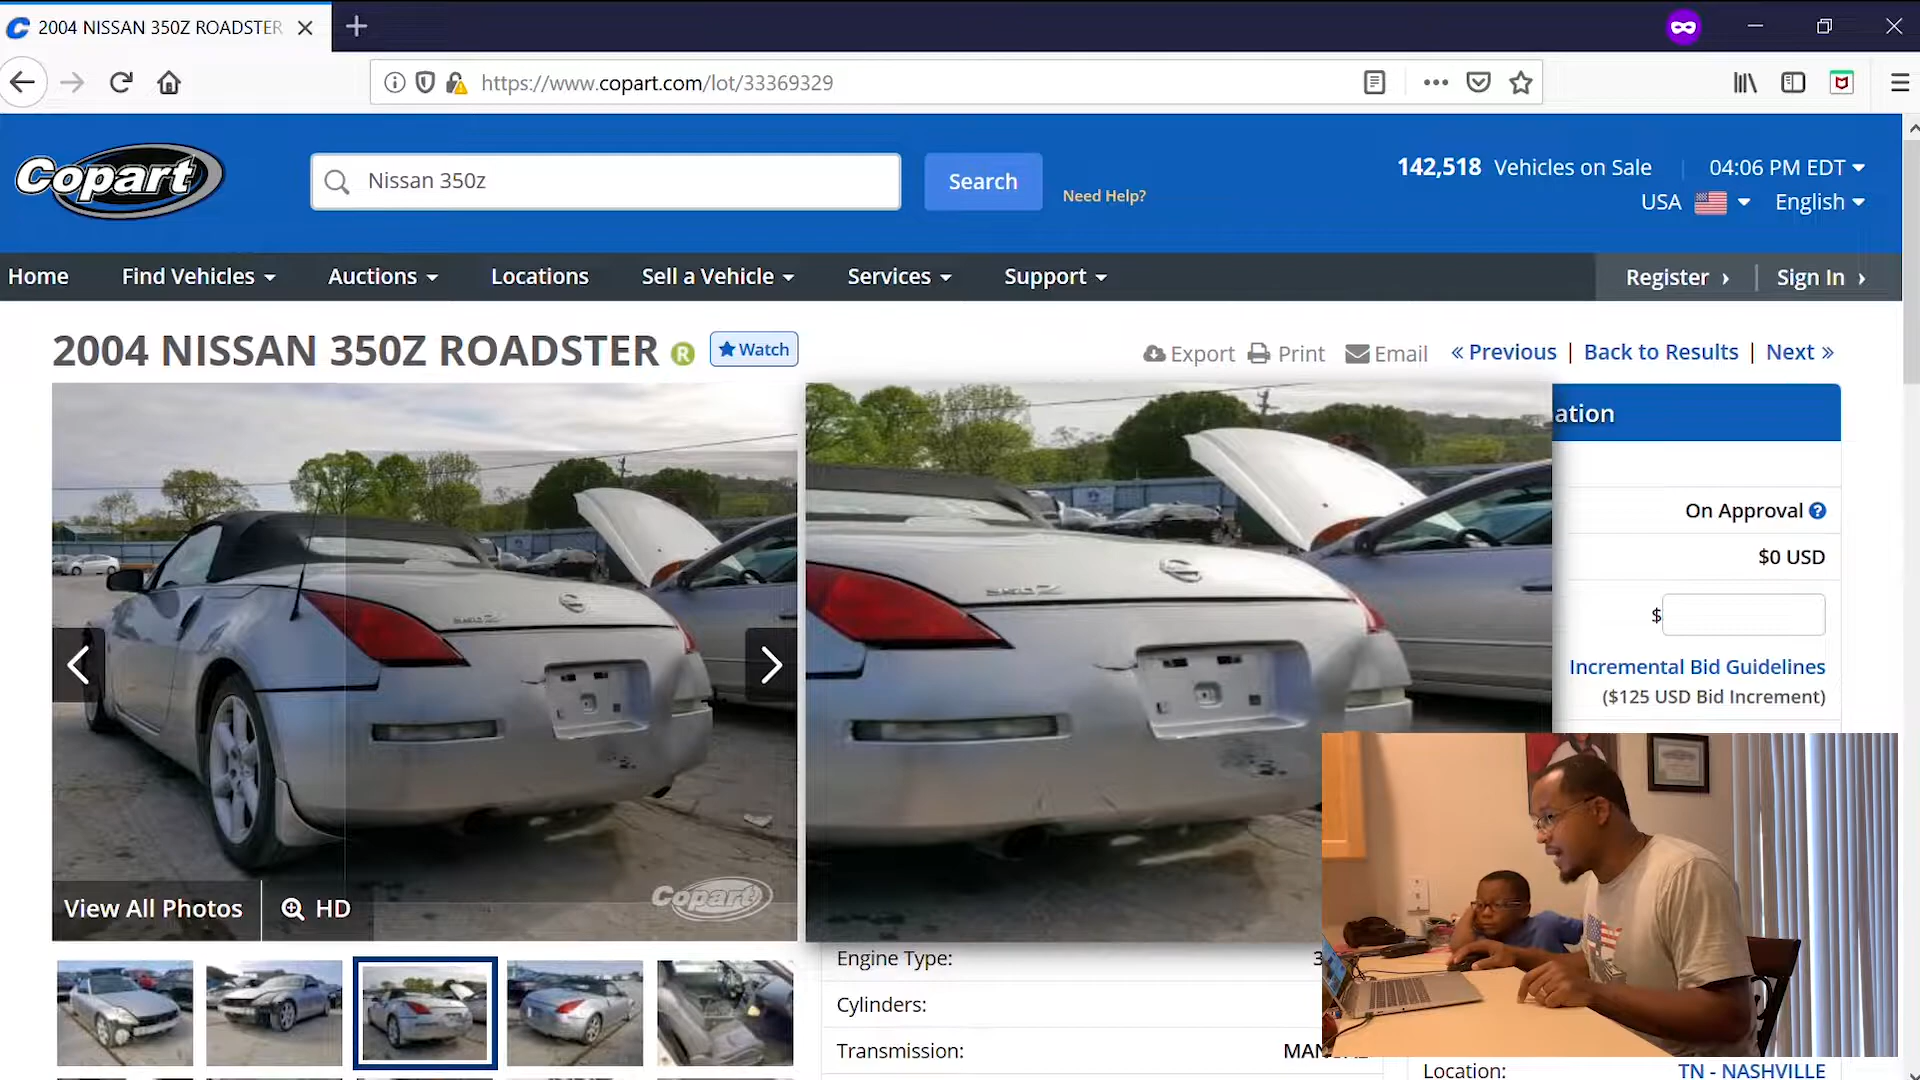 2004 NISSAN 350Z ROADSTER
https://www.copart.com/lot/33369329
Copart
Nissan 350z
Search
Need Help?
142,518 Vehicles on Sale
04:06 PM EDT
USA
English
Home
Find Vehicles
Auctions
Locations
Sell a Vehicle
Services
Support
Register
Sign In
2004 NISSAN 350Z ROADSTER R
Watch
Export
Print
Email
« Previous | Back to Results | Next »
ation
On Approval
$0 USD
$
Incremental Bid Guidelines
($125 USD Bid Increment)
View All Photos
HD
Copart
Engine Type:
3
Cylinders:
Transmission:
Location:
TN - NASHVILLE